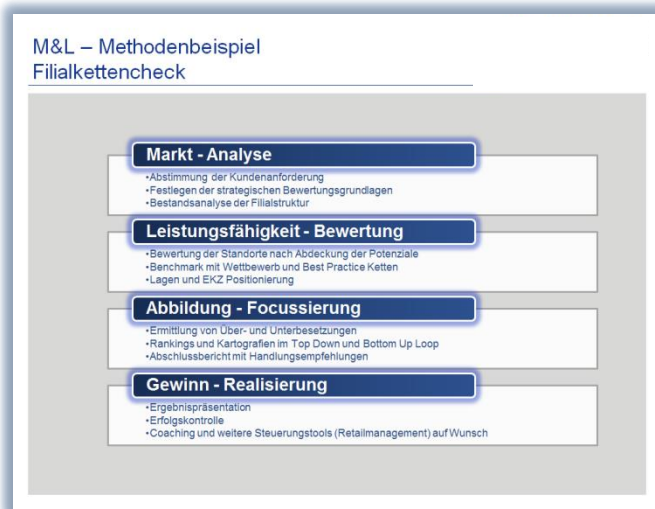 M&L – Methodenbeispiel
Filialkettencheck
Markt - Analyse
•Abstimmung der Kundenanforderung
•Festlegen der strategischen Bewertungsgrundlagen
•Bestandsanalyse der Filialstruktur
Leistungsfähigkeit - Bewertung
•Bewertung der Standorte nach Abdeckung der Potenziale
•Benchmark mit Wettbewerb und Best Practice Ketten
•Lagen und EKZ Positionierung
Abbildung - Focussierung
•Ermittlung von Über- und Unterbesetzungen
•Rankings und Kartografien im Top Down und Bottom Up Loop
•Abschlussbericht mit Handlungsempfehlungen
Gewinn - Realisierung
•Ergebnispräsentation
•Erfolgskontrolle
•Coaching und weitere Steuerungstools (Retailmanagement) auf Wunsch